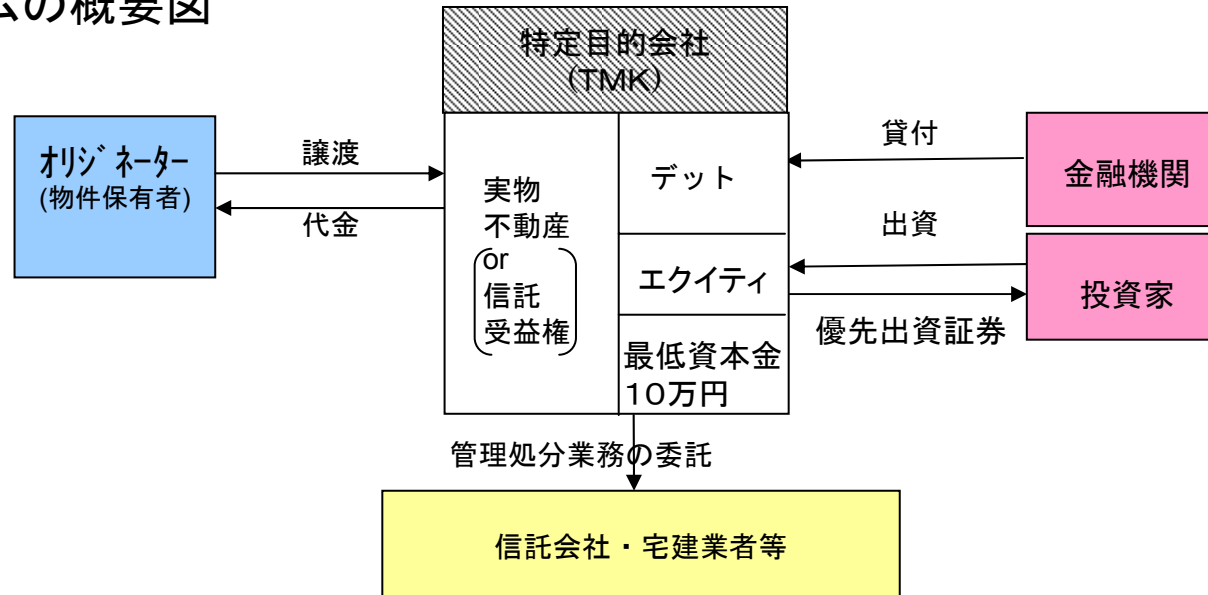 ムの概要図
特定目的会社
(TMK)
オリジネーター
(物件保有者)
譲渡
代金
実物
不動産
or
信託
受益権
デット
エクイティ
最低資本金
10万円
貸付
出資
優先出資証券
金融機関
投資家
管理処分業務の委託
信託会社・宅建業者等